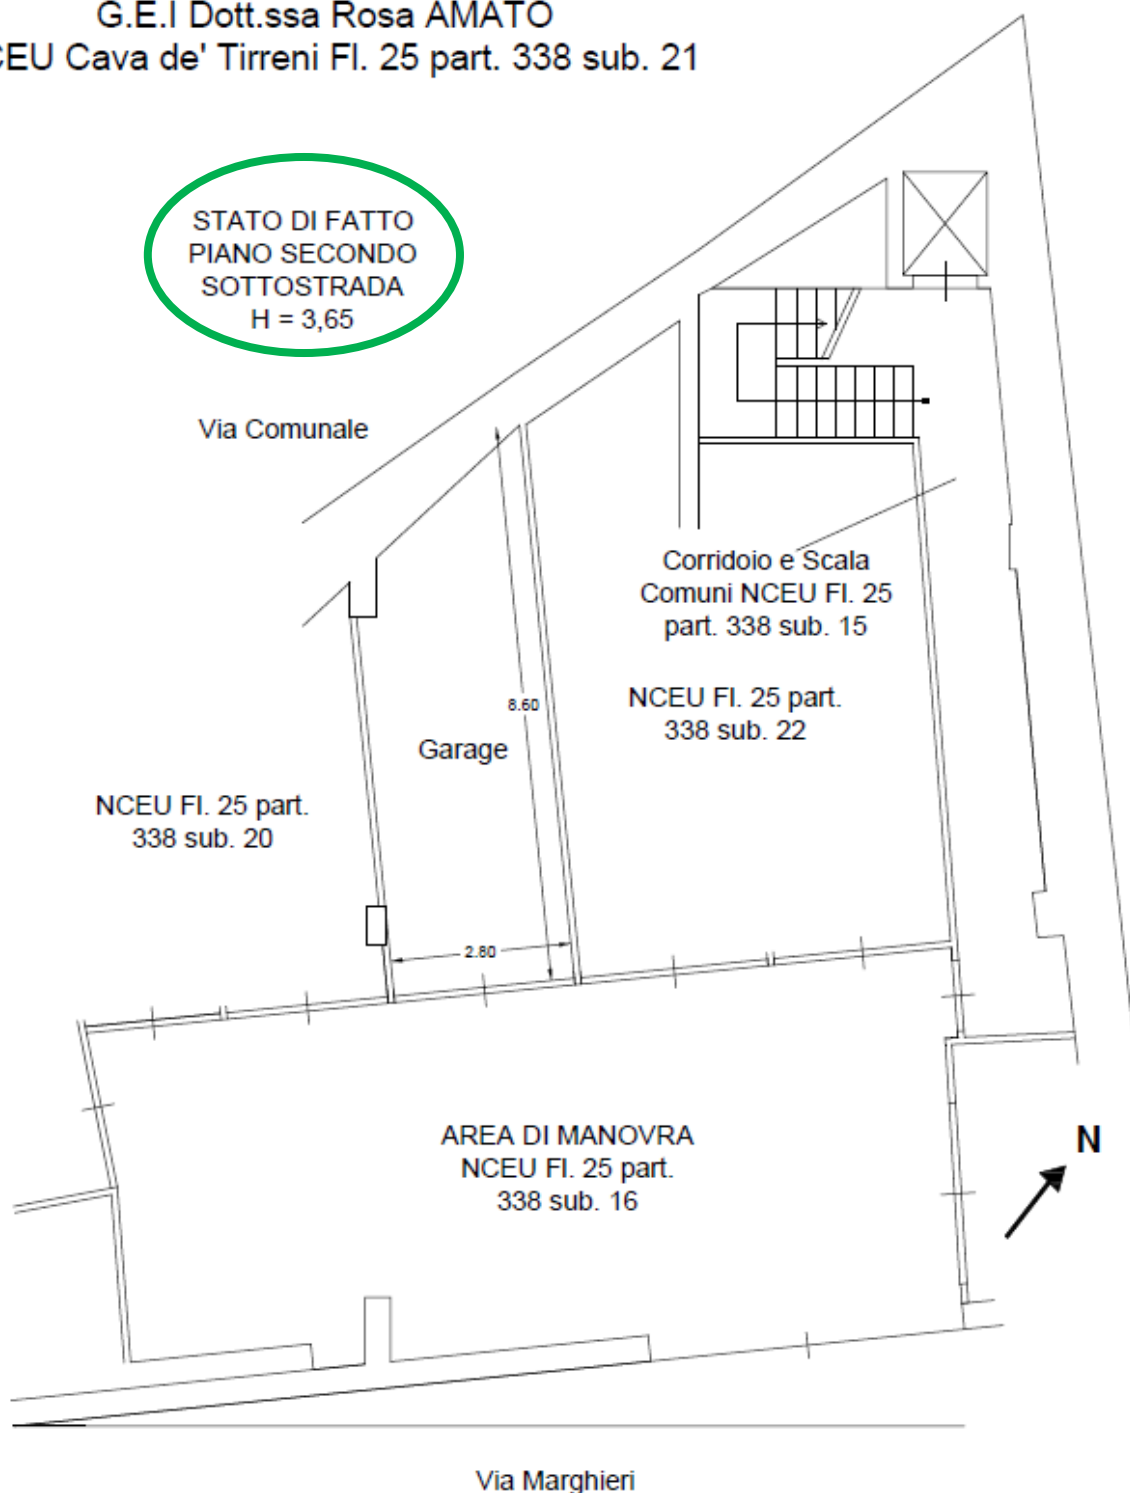 G.E.I Dott.ssa Rosa AMATO
CEU Cava de' Tirreni Fl. 25 part. 338 sub. 21
STATO DI FATTO
PIANO SECONDO
SOTTOSTRADA
H = 3,65
Via Comunale
Corridoio e Scala
Comuni NCEU Fl. 25
part. 338 sub. 15
NCEU Fl. 25 part.
338 sub. 22
8.60
Garage
NCEU Fl. 25 part.
338 sub. 20
2.80
AREA DI MANOVRA
NCEU Fl. 25 part.
338 sub. 16
N
Via Marghieri